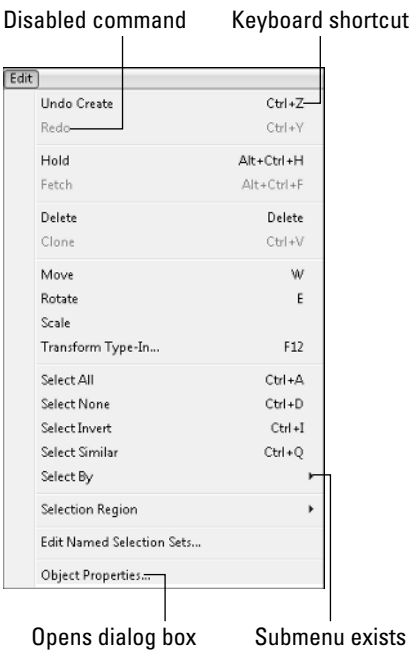 Disabled command Keyboard shortcut
Edit
Undo Create Ctrl+Z
Redo Ctrl+Y
Hold Alt+Ctrl+H
Fetch Alt+Ctrl+F
Delete Delete
Clone Ctrl+V
Move W
Rotate E
Scale
Transform Type-In... F12
Select All Ctrl+A
Select None Ctrl+D
Select Invert Ctrl+I
Select Similar Ctrl+Q
Select By
Selection Region
Edit Named Selection Sets...
Object Properties...
Opens dialog box Submenu exists